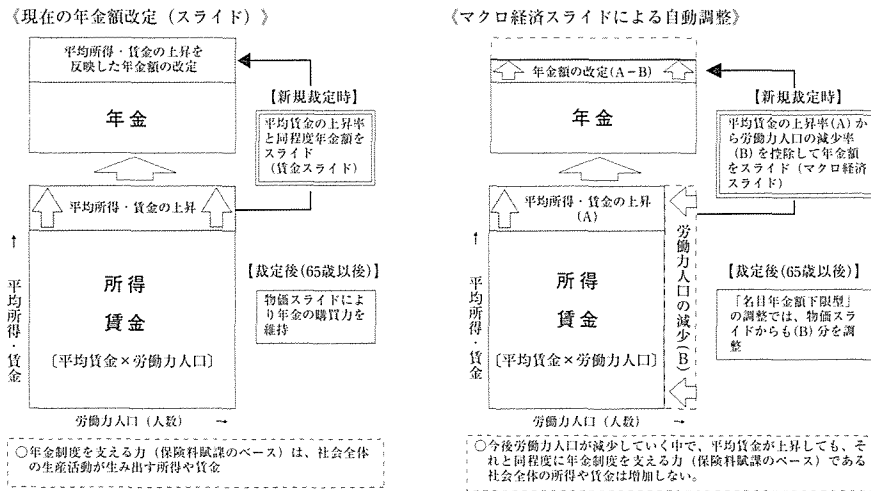 《現在の年金額改定（スライド）》
平均所得・賃金の上昇を
反映した年金額の改定
年金
【新規裁定時】
平均賃金の上昇率
と同程度年金額を
スライド
（賃金スライド）
平均所得・賃金の上昇
↑
平均所得・賃金
所得
賃金
〔平均賃金×労働力人口〕
【裁定後(65歳以後)】
物価スライドによ
り年金の購買力を
維持
労働力人口（人数） →
○年金制度を支える力（保険料賦課のベース）は、社会全体
の生産活動が生み出す所得や賃金
《マクロ経済スライドによる自動調整》
年金額の改定(A－B)
年金
【新規裁定時】
平均賃金の上昇率(A)か
ら労働力人口の減少率
(B)を控除して年金額
をスライド（マクロ経済
スライド）
平均所得・賃金の上昇
(A)
労働力人口の減少(B)
↑
平均所得・賃金
所得
賃金
〔平均賃金×労働力人口〕
【裁定後(65歳以後)】
「名目年金額下限型」
の調整では、物価スラ
イドからも(B)分を調
整
労働力人口（人数） →
○今後労働力人口が減少していく中で、平均賃金が上昇しても、そ
れと同程度に年金制度を支える力（保険料賦課のベース）である
社会全体の所得や賃金は増加しない。